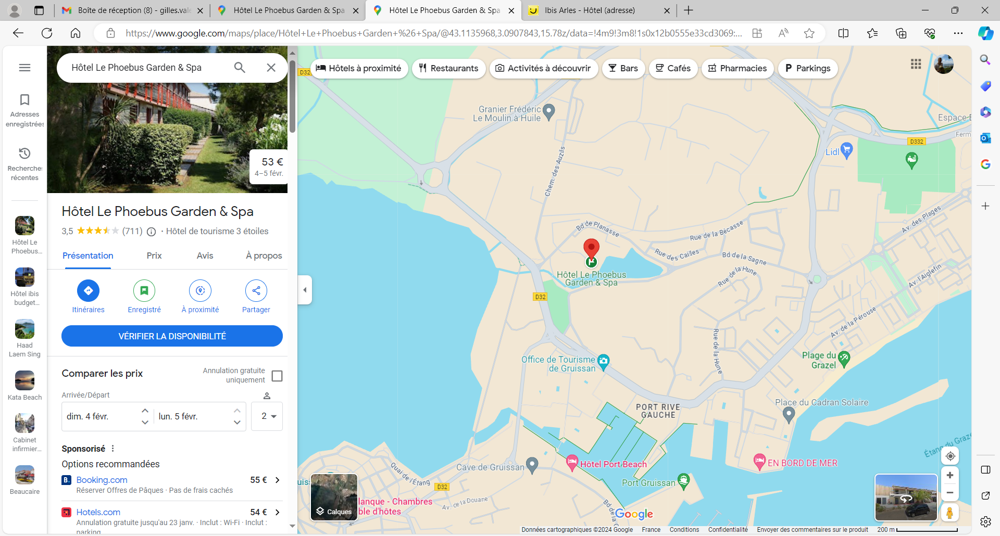 Boîte de réception (8) - gilles.val
Hôtel Le Phoebus Garden & Spa
Hôtel Le Phoebus Garden & Spa
Ibis Arles - Hôtel (adresse)
https://www.google.com/maps/place/Hôtel+Le+Phoebus+Garden+%26+Spa/@43.1135968,3.0907843,15.78z/data=!4m9!3m8!1s0x12b0555e33cd3069:...
Hôtel Le Phoebus Garden & Spa
Adresses
enregistrées
Recherches
récentes
Hôtel Le
Phoebus...
Hôtel ibis
budget...
Haad
Laem Sing
Kata Beach
Cabinet
infirmier...
Beaucaire
53 €
4–5 févr.
Hôtel Le Phoebus Garden & Spa
3,5 (711) · Hôtel de tourisme 3 étoiles
Présentation
Prix
Avis
À propos
Itinéraires
Enregistré
À proximité
Partager
VÉRIFIER LA DISPONIBILITÉ
Comparer les prix
Annulation gratuite
uniquement
Arrivée/Départ
dim. 4 févr.
lun. 5 févr.
2
Sponsorisé
Options recommandées
B.
Booking.com
55 €
Réserver Offres de Pâques · Pas de frais cachés
Hotels.com
54 €
Annulation gratuite jusqu'au 23 janv. · Inclut : Wi-Fi · Inclut :
parking
Hôtels à proximité
Restaurants
Activités à découvrir
Bars
Cafés
Pharmacies
P Parkings
D32
Granier Frédéric
Le Moulin à Huile
Chem. des Auzils
Espace
Ferm
D332
Lidl
Av. des Plages
Bd de Planasse
Rue de la Bécasse
Rue des Cailles
Bd de la Sagne
Rue de la Hune
Av. l'Aiglefin
Hôtel Le Phoebus
Garden & Spa
D32
Av. de la Pérouse
Rue de la Hune
Office de Tourisme
de Gruissan
Plage du
Grazel
PORT RIVE
GAUCHE
Place du Cadran Solaire
Étang du Graze
Cave de Gruissan
Hôtel Port Beach
EN BORD DE MER
Quai de l'Étang
D32
Port Gruissan
lanque - Chambres
ble d'hôtes
Av. de la Douane
Calques
Google
Données cartographiques ©2024 Google
France
Conditions
Confidentialité
Envoyer des commentaires sur le produit
200 m